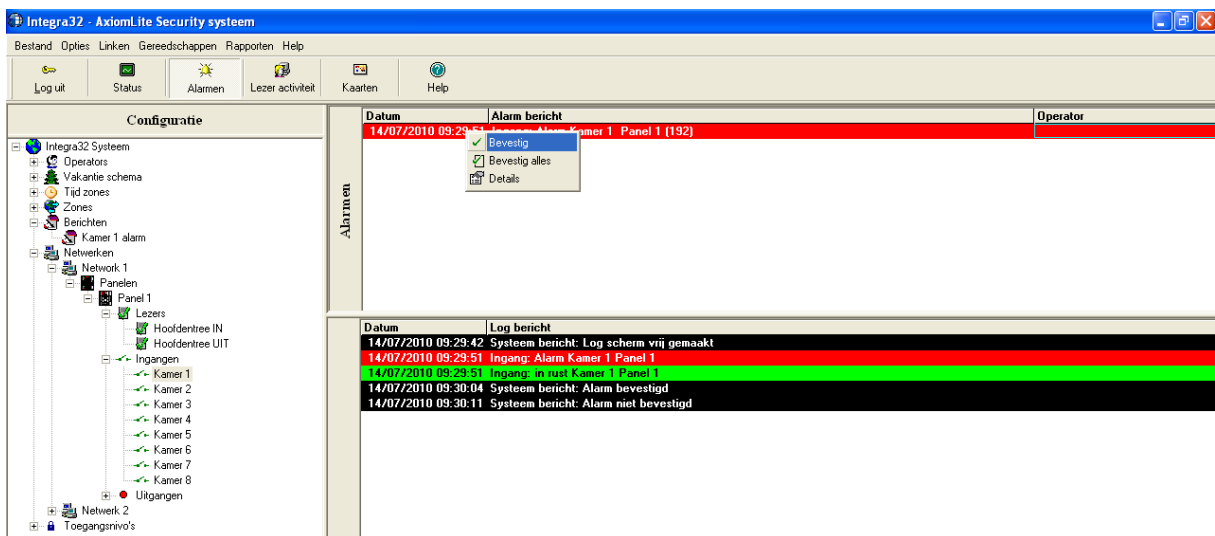 Integra32 - AxiomLite Security systeem
Bestand Opties Linken Gereedschappen Rapporten Help
Log uit Status Alarmen Lezer activiteit Kaarten Help
Configuratie
Integra32 Systeem
Operators
Vakantie schema
Tijd zones
Zones
Berichten
Kamer 1 alarm
Netwerken
Network 1
Panelen
Panel 1
Lezers
Hoofdentree IN
Hoofdentree UIT
Ingangen
Kamer 1
Kamer 2
Kamer 3
Kamer 4
Kamer 5
Kamer 6
Kamer 7
Kamer 8
Uitgangen
Netwerk 2
Toegangsnivo's
Alarmen
Datum Alarm bericht Operator
14/07/2010 09:29:51 Ingang: Alarm Kamer 1 Panel 1 (192)
Bevestig
Bevestig alles
Details
Datum Log bericht
14/07/2010 09:29:42 Systeem bericht: Log scherm vrij gemaakt
14/07/2010 09:29:51 Ingang: Alarm Kamer 1 Panel 1
14/07/2010 09:29:51 Ingang: in rust Kamer 1 Panel 1
14/07/2010 09:30:04 Systeem bericht: Alarm bevestigd
14/07/2010 09:30:11 Systeem bericht: Alarm niet bevestigd